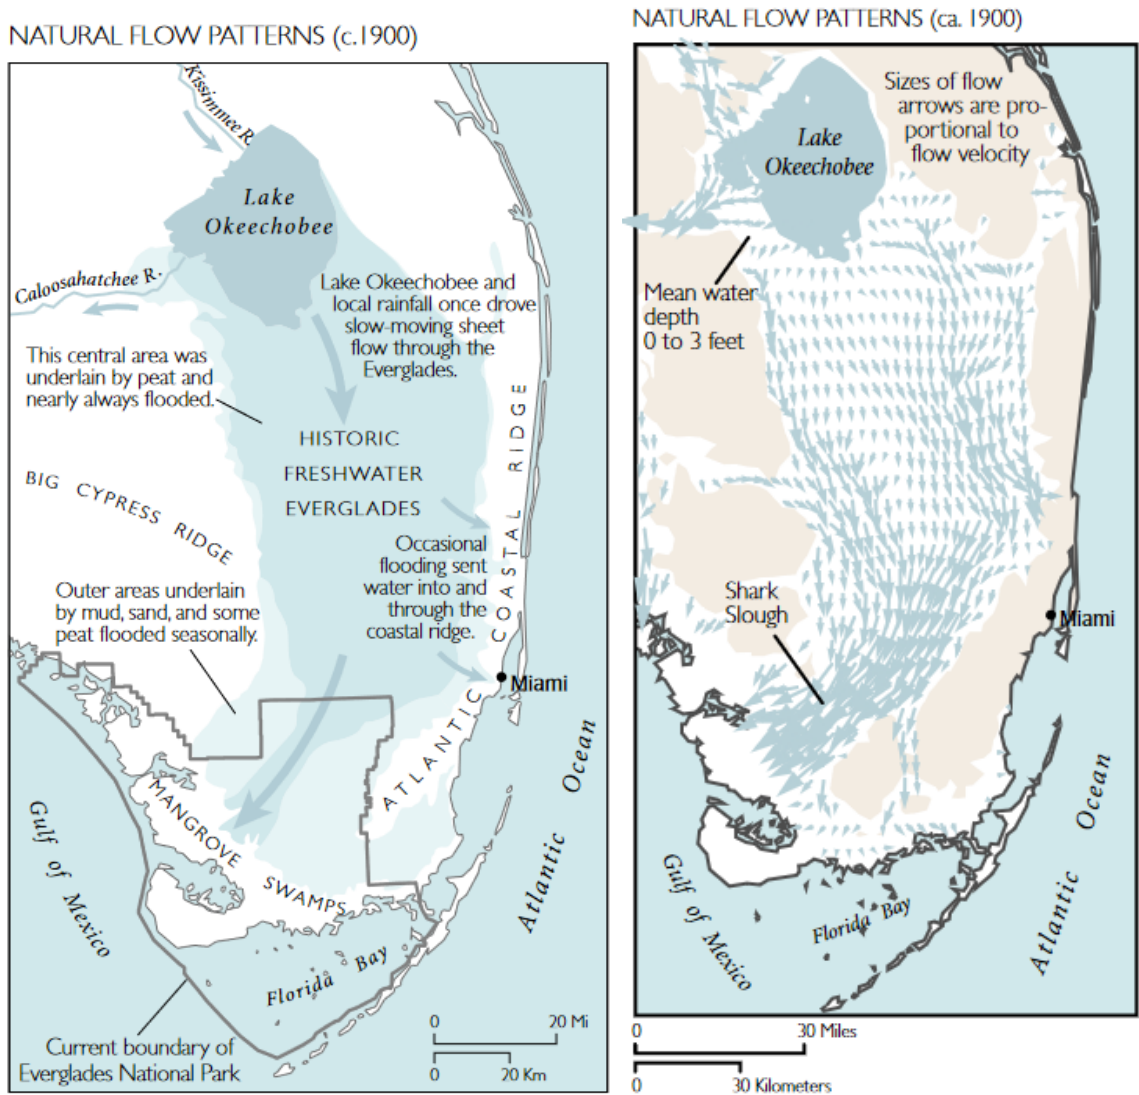 NATURAL FLOW PATTERNS (c.1900)
Kissimmee R.
Lake
Okeechobee
Caloosahatchee R.
Lake Okeechobee and
local rainfall once drove
slow-moving sheet
flow through the
Everglades.
This central area was
underlain by peat and
nearly always flooded.
HISTORIC
FRESHWATER
EVERGLADES
BIG CYPRESS RIDGE
COASTAL RIDGE
Occasional
flooding sent
water into and
through the
coastal ridge.
Outer areas underlain
by mud, sand, and some
peat flooded seasonally.
Miami
ATLANTIC
MANGROVE
SWAMPS
Gulf of Mexico
Atlantic Ocean
Florida Bay
Current boundary of
Everglades National Park
0 20 Mi
0 20 Km
NATURAL FLOW PATTERNS (ca. 1900)
Sizes of flow
arrows are pro-
portional to
flow velocity
Lake
Okeechobee
Mean water
depth
0 to 3 feet
Shark
Slough
Miami
Gulf of Mexico
Florida Bay
Atlantic Ocean
0 30 Miles
0 30 Kilometers